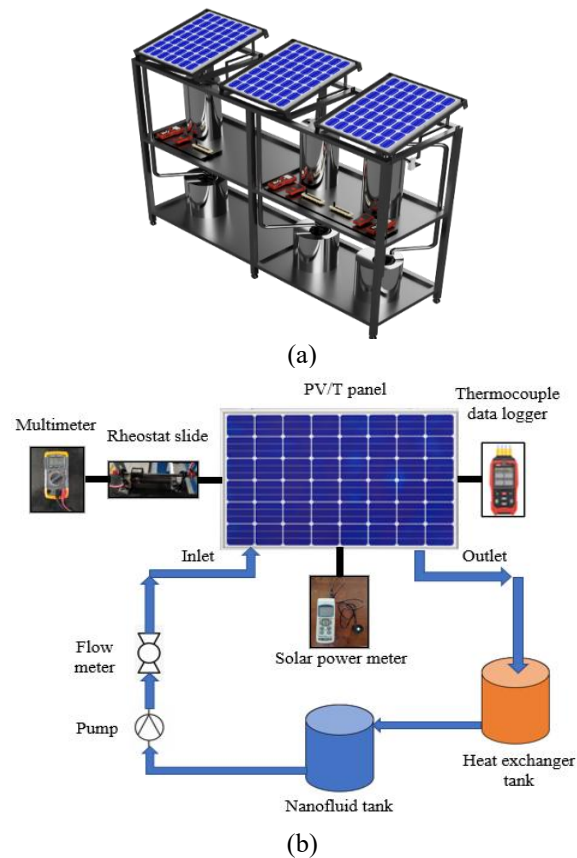 (a)
PV/T panel
Thermocouple
data logger
Multimeter
Rheostat slide
Inlet
Outlet
Solar power meter
Flow
meter
Pump
Heat exchanger
tank
Nanofluid tank
(b)